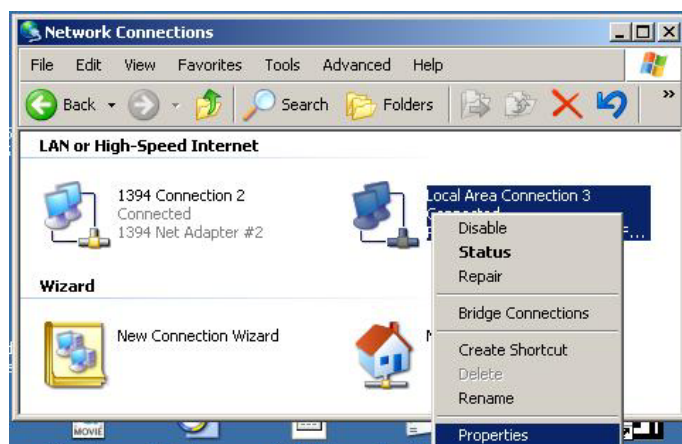 Network Connections
File Edit View Favorites Tools Advanced Help
Back Search Folders »
LAN or High-Speed Internet
1394 Connection 2
Connected
1394 Net Adapter #2
Local Area Connection 3
Disable
Status
Repair
Bridge Connections
Create Shortcut
Delete
Rename
Properties
Wizard
New Connection Wizard
MOVIE